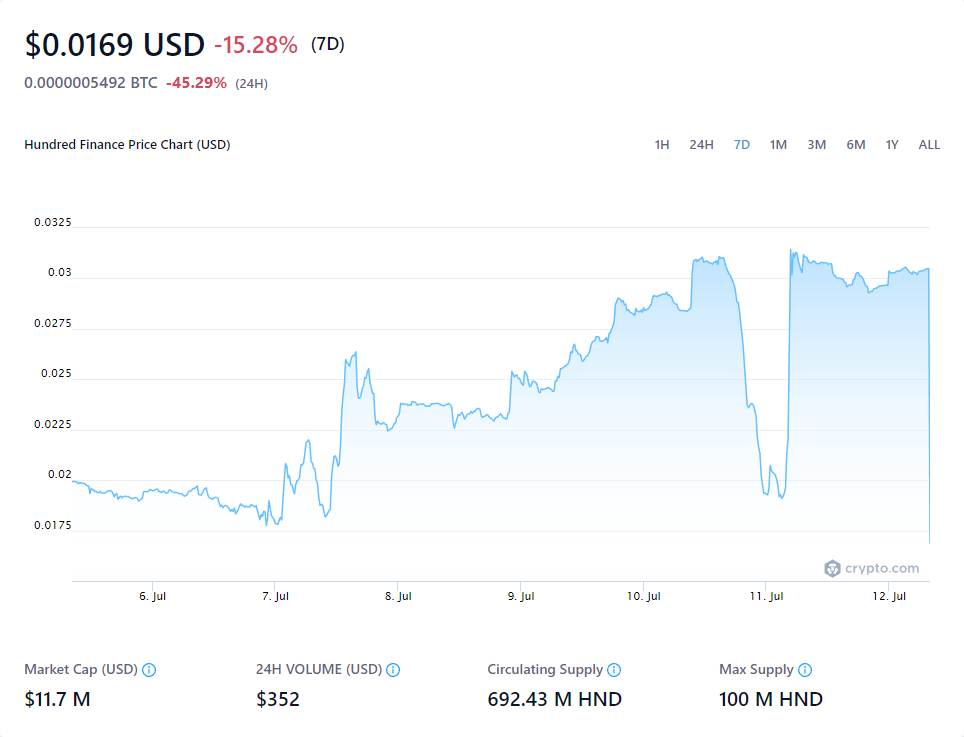 $0.0169 USD -15.28% (7D)
0.0000005492 BTC -45.29% (24H)
Hundred Finance Price Chart (USD)
1H 24H 7D 1M 3M 6M 1Y ALL
0.0325
0.03
0.0275
0.025
0.0225
0.02
0.0175
crypto.com
6. Jul 7. Jul 8. Jul 9. Jul 10. Jul 11. Jul 12. Jul
Market Cap (USD) 24H VOLUME (USD) Circulating Supply Max Supply
$11.7 M $352 692.43 M HND 100 M HND